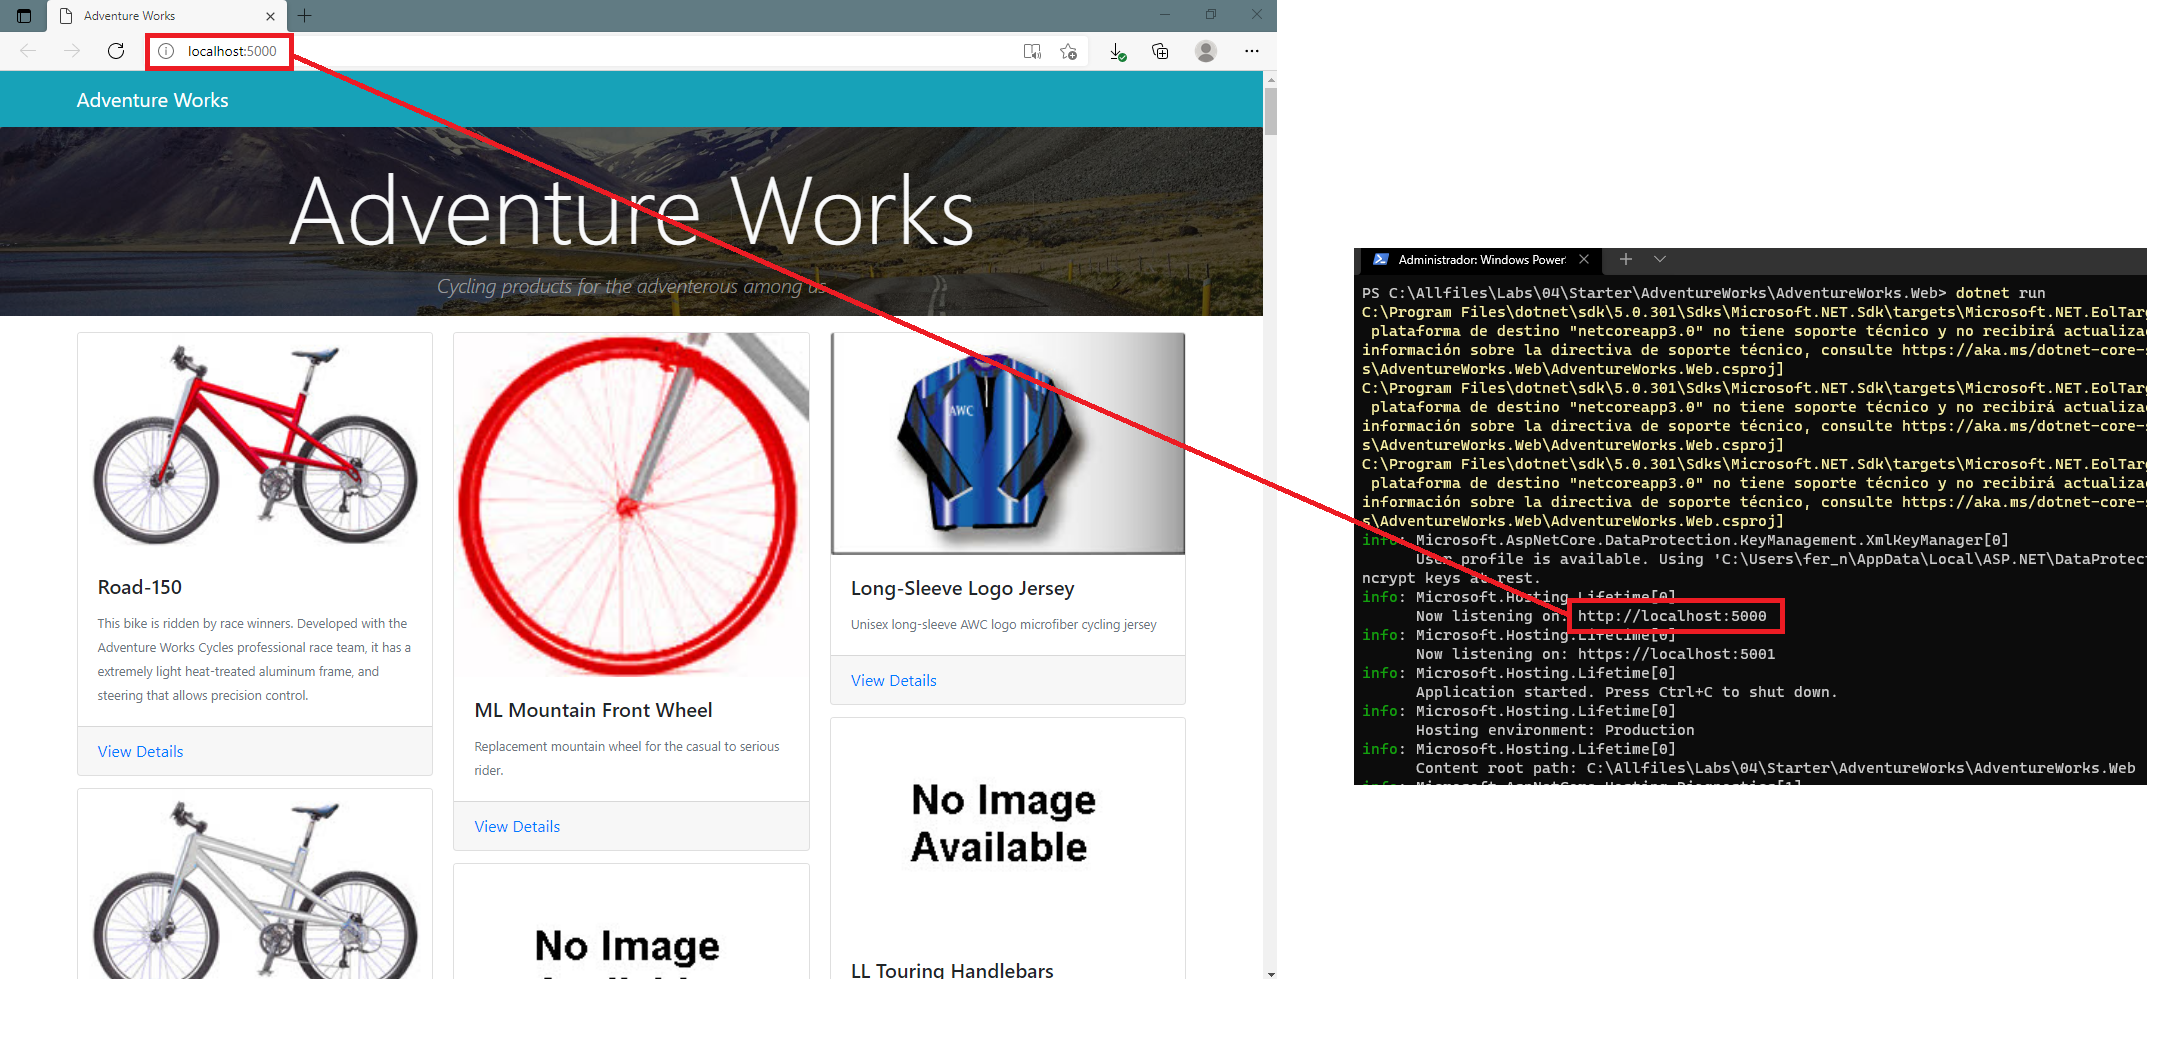 Adventure Works
localhost:5000
Adventure Works
Adventure Works
Cycling products for the adventerous among us
Road-150
This bike is ridden by race winners. Developed with the
Adventure Works Cycles professional race team, it has a
extremely light heat-treated aluminum frame, and
steering that allows precision control.
View Details
ML Mountain Front Wheel
Replacement mountain wheel for the casual to serious
rider.
View Details
No Image
AWC
Long-Sleeve Logo Jersey
Unisex long-sleeve AWC logo microfiber cycling jersey
View Details
No Image
Available
LL Touring Handlebars
Administrador: Windows Power
PS C:\Allfiles\Labs\04\Starter\AdventureWorks\AdventureWorks.Web> dotnet run
C:\Program Files\dotnet\sdk\5.0.301\Sdks\Microsoft.NET.Sdk\targets\Microsoft.NET.EolTar
plataforma de destino "netcoreapp3.0" no tiene soporte técnico y no recibirá actualiza
información sobre la directiva de soporte técnico, consulte https://aka.ms/dotnet-core-
s\AdventureWorks.Web\AdventureWorks.Web.csproj]
C:\Program Files\dotnet\sdk\5.0.301\Sdks\Microsoft.NET.Sdk\targets\Microsoft.NET.EolTar
plataforma de destino "netcoreapp3.0" no tiene soporte técnico y no recibirá actualiza
información sobre la directiva de soporte técnico, consulte https://aka.ms/dotnet-core-
s\AdventureWorks.Web\AdventureWorks.Web.csproj]
C:\Program Files\dotnet\sdk\5.0.301\Sdks\Microsoft.NET.Sdk\targets\Microsoft.NET.EolTar
plataforma de destino "netcoreapp3.0" no tiene soporte técnico y no recibirá actualiza
información sobre la directiva de soporte técnico, consulte https://aka.ms/dotnet-core-
s\AdventureWorks.Web\AdventureWorks.Web.csproj]
info: Microsoft.AspNetCore.DataProtection.KeyManagement.XmlKeyManager[0]
User profile is available. Using 'C:\Users\fer_n\AppData\Local\ASP.NET\DataProtec
ncrypt keys at rest.
info: Microsoft.Hosting.Lifetime[0]
Now listening on: http://localhost:5000
info: Microsoft.Hosting.Lifetime[0]
Now listening on: https://localhost:5001
info: Microsoft.Hosting.Lifetime[0]
Application started. Press Ctrl+C to shut down.
info: Microsoft.Hosting.Lifetime[0]
Hosting environment: Production
info: Microsoft.Hosting.Lifetime[0]
Content root path: C:\Allfiles\Labs\04\Starter\AdventureWorks\AdventureWorks.Web